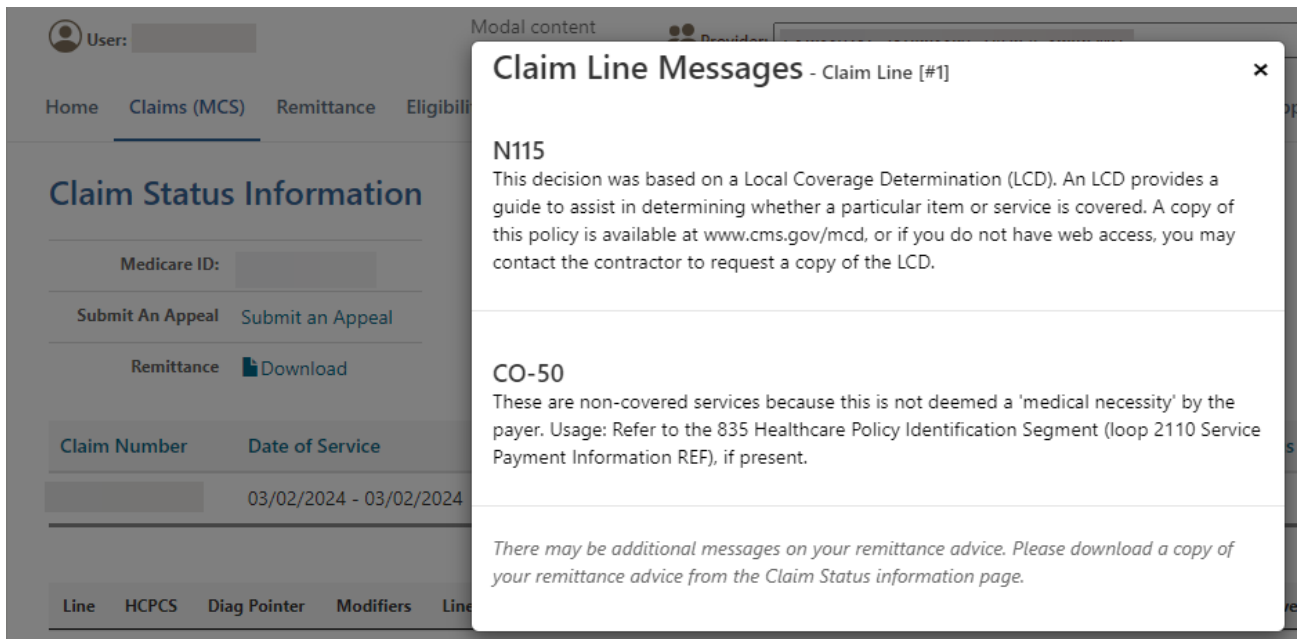 User:
Modal content
Provider:
Home Claims (MCS) Remittance
Claim Status Information
Medicare ID:
Submit An Appeal Submit an Appeal
Remittance Download
Claim Number Date of Service
03/02/2024 - 03/02/2024
Line HCPCS Diag Pointer Modifiers
Claim Line Messages - Claim Line [#1] ×
N115
This decision was based on a Local Coverage Determination (LCD). An LCD provides a
guide to assist in determining whether a particular item or service is covered. A copy of
this policy is available at www.cms.gov/mcd, or if you do not have web access, you may
contact the contractor to request a copy of the LCD.
CO-50
These are non-covered services because this is not deemed a 'medical necessity' by the
payer. Usage: Refer to the 835 Healthcare Policy Identification Segment (loop 2110 Service
Payment Information REF), if present.
There may be additional messages on your remittance advice. Please download a copy of
your remittance advice from the Claim Status information page.